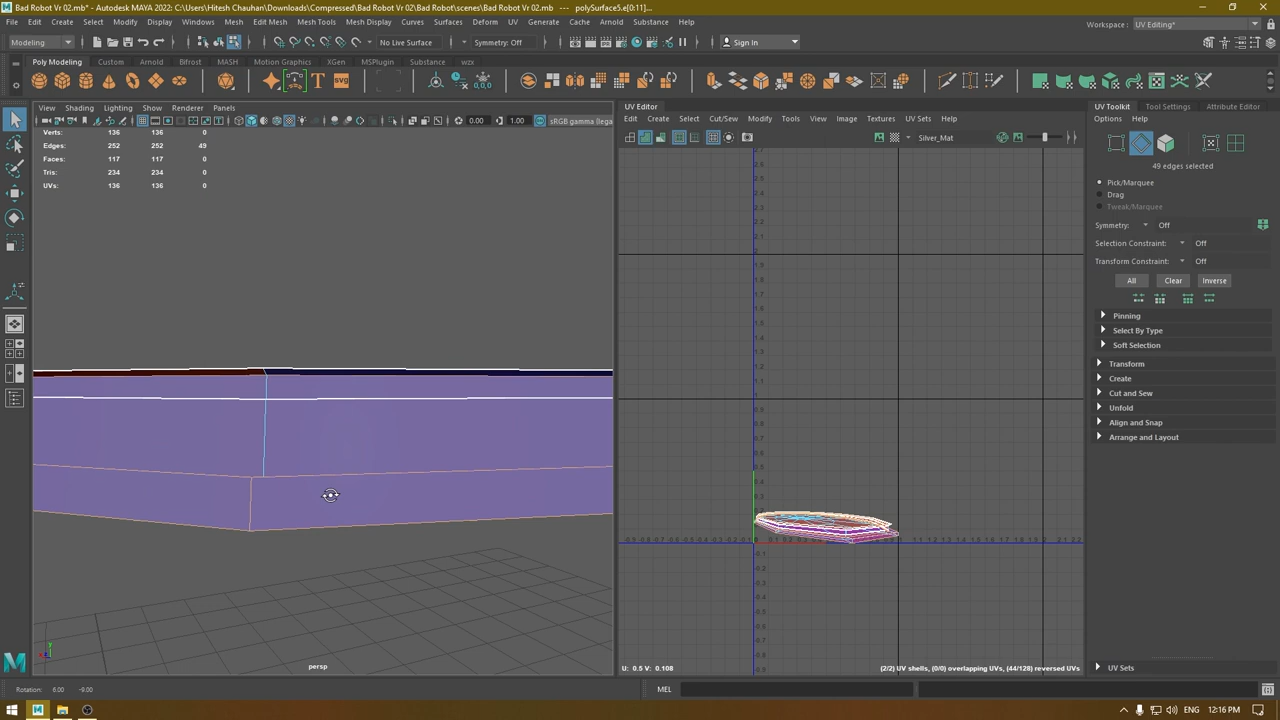 Bad Robot Vr 02.mb* - Autodesk MAYA 2022: C:\Users\Hitesh Chauhan\Downloads\Compressed\Bad Robot Vr 02\Bad Robot\scenes\Bad Robot Vr 02.mb --- polySurface5.e[0:11]...
File Edit Create Select Modify Display Windows Mesh Edit Mesh Mesh Tools Mesh Display Curves Surfaces Deform UV Generate Cache Arnold Substance Help
Workspace : UV Editing*
Modeling No Live Surface Symmetry: Off Sign In
Poly Modeling Custom Arnold Bifrost MASH Motion Graphics XGen MSPlugin Substance wzx
View Shading Lighting Show Renderer Panels
0.00 1.00 sRGB gamma (lega
Verts: 136 136 0
Edges: 252 252 49
Faces: 117 117 0
Tris: 234 234 0
UVs: 136 136 0
persp
UV Editor
Edit Create Select Cut/Sew Modify Tools View Image Textures UV Sets Help
Silver_Mat
U: 0.5 V: 0.108 (2/2) UV shells, (0/0) overlapping UVs, (44/128) reversed UVs
UV Toolkit Tool Settings Attribute Editor
Options Help
49 edges selected
Pick/Marquee
Drag
Tweak/Marquee
Symmetry: Off
Selection Constraint: Off
Transform Constraint: Off
All Clear Inverse
Pinning
Select By Type
Soft Selection
Transform
Create
Cut and Sew
Unfold
Align and Snap
Arrange and Layout
UV Sets
Rotation: 6.00 -9.00 MEL
ENG 12:16 PM